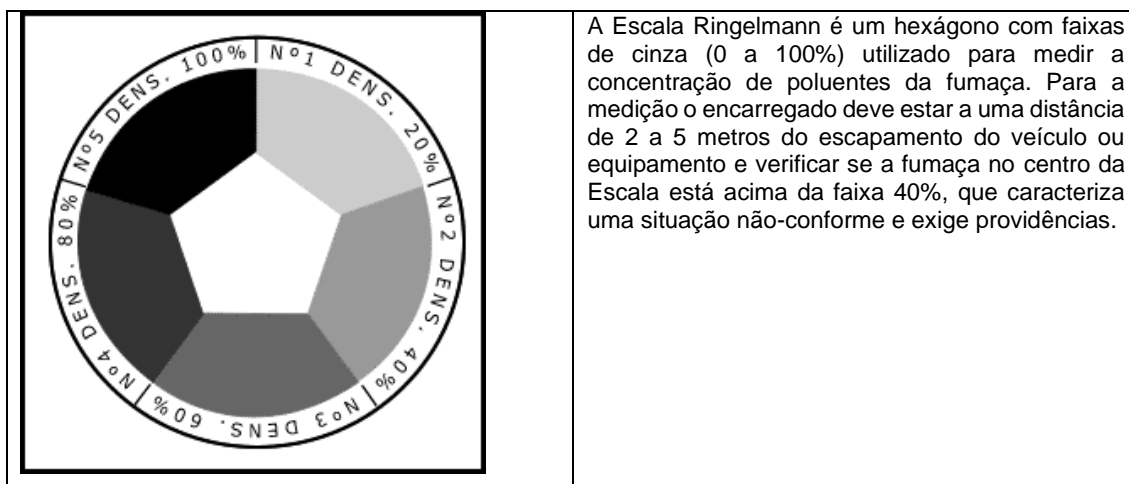 Nº1 DENS. 20%
Nº2 DENS. 40%
Nº3 DENS. 60%
Nº4 DENS. 80%
Nº5 DENS. 100%
A Escala Ringelmann é um hexágono com faixas
de cinza (0 a 100%) utilizado para medir a
concentração de poluentes da fumaça. Para a
medição o encarregado deve estar a uma distância
de 2 a 5 metros do escapamento do veículo ou
equipamento e verificar se a fumaça no centro da
Escala está acima da faixa 40%, que caracteriza
uma situação não-conforme e exige providências.